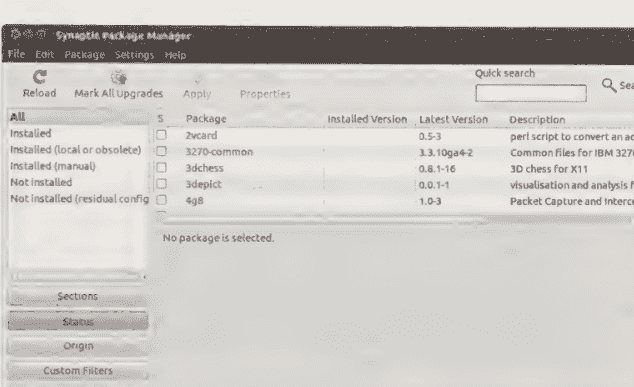 Synaptic Package Manager
File Edit Package Settings Help
Quick search
Reload Mark All Upgrades Apply Properties
All
Installed
Installed (local or obsolete)
Installed (manual)
Not installed
Not installed (residual config
S Package Installed Version Latest Version Description
2vcard 0.5-3 perl script to convert an ad
3270-common 3.3.10ga4-2 Common files for IBM 3270
3dchess 0.8.1-16 3D chess for X11
3depict 0.0.1-1 visualisation and analysis
4g8 1.0-3 Packet Capture and Interce
No package is selected.
Sections
Status
Origin
Custom Filters